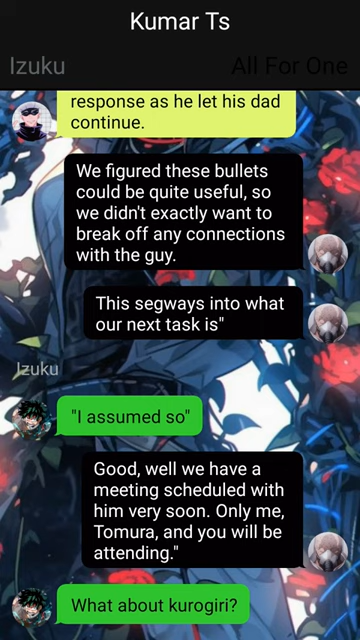 Kumar Ts
Izuku
All For One
response as he let his dad
continue.
We figured these bullets
could be quite useful, so
we didn't exactly want to
break off any connections
with the guy.
This segways into what
our next task is"
Izuku
"I assumed so"
Good, well we have a
meeting scheduled with
him very soon. Only me,
Tomura, and you will be
attending."
What about kurogiri?